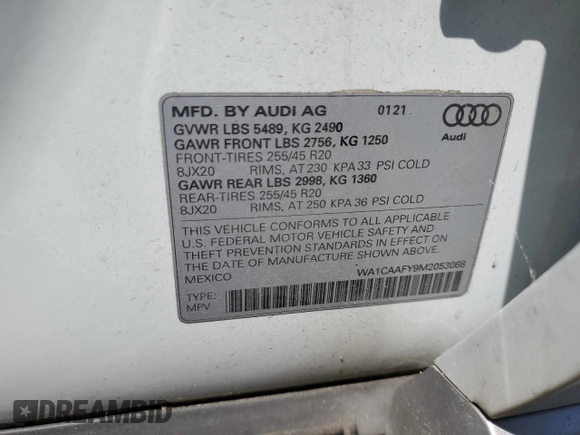 MFD. BY AUDI AG 0121
GVWR LBS 5489, KG 2490
GAWR FRONT LBS 2756, KG 1250
FRONT-TIRES 255/45 R20
8JX20 RIMS, AT 230 KPA 33 PSI COLD
GAWR REAR LBS 2998, KG 1360
REAR-TIRES 255/45 R20
8JX20 RIMS, AT 250 KPA 36 PSI COLD
Audi
THIS VEHICLE CONFORMS TO ALL APPLICABLE
U.S. FEDERAL MOTOR VEHICLE SAFETY AND
THEFT PREVENTION STANDARDS IN EFFECT ON
THE DATE OF MANUFACTURE SHOWN ABOVE.
MEXICO WA1CAAFY9M2053068
TYPE:
MPV
DREAMBID